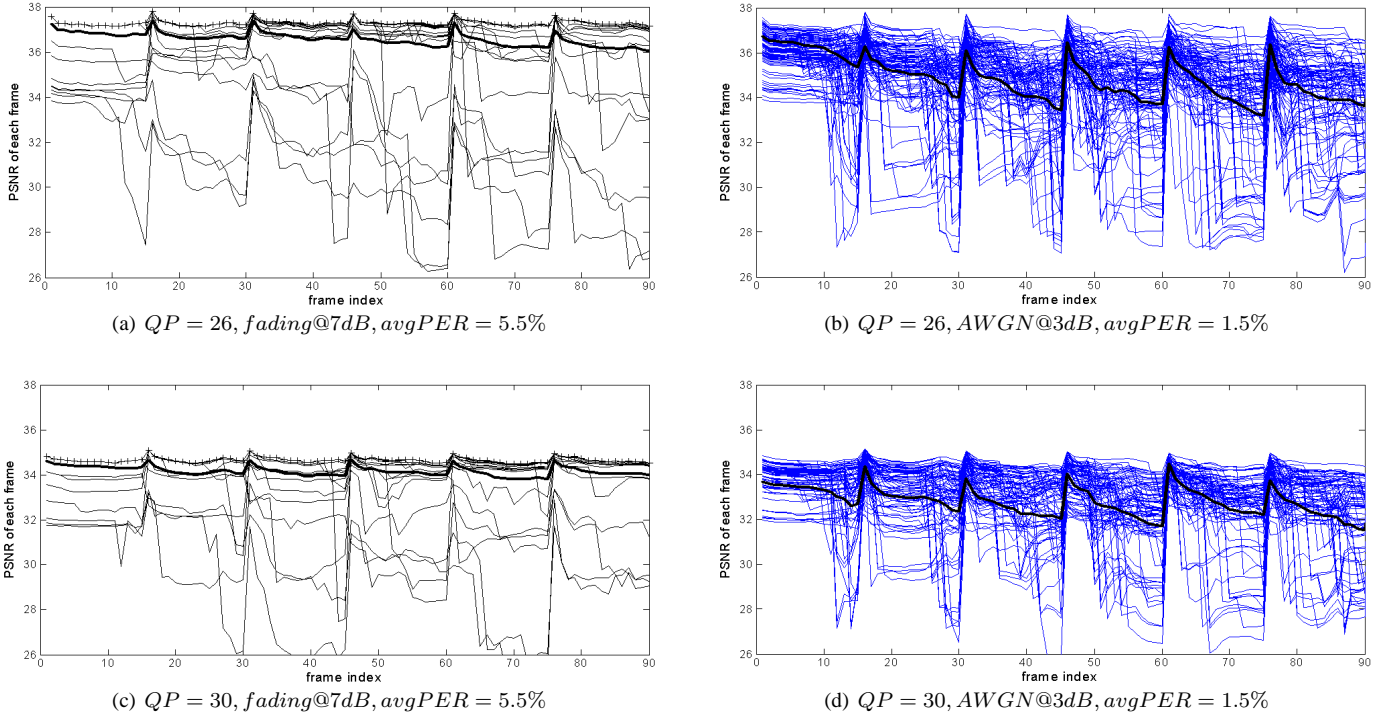 38
36
34
32
30
28
26
PSNR of each frame
0 10 20 30 40 50 60 70 80 90
frame index
(a) QP = 26, fading@7dB, avgPER = 5.5%
38
36
34
32
30
28
26
PSNR of each frame
0 10 20 30 40 50 60 70 80 90
frame index
(b) QP = 26, AWGN@3dB, avgPER = 1.5%
38
36
34
32
30
28
26
PSNR of each frame
0 10 20 30 40 50 60 70 80 90
frame index
(c) QP = 30, fading@7dB, avgPER = 5.5%
38
36
34
32
30
28
26
PSNR of each frame
0 10 20 30 40 50 60 70 80 90
frame index
(d) QP = 30, AWGN@3dB, avgPER = 1.5%